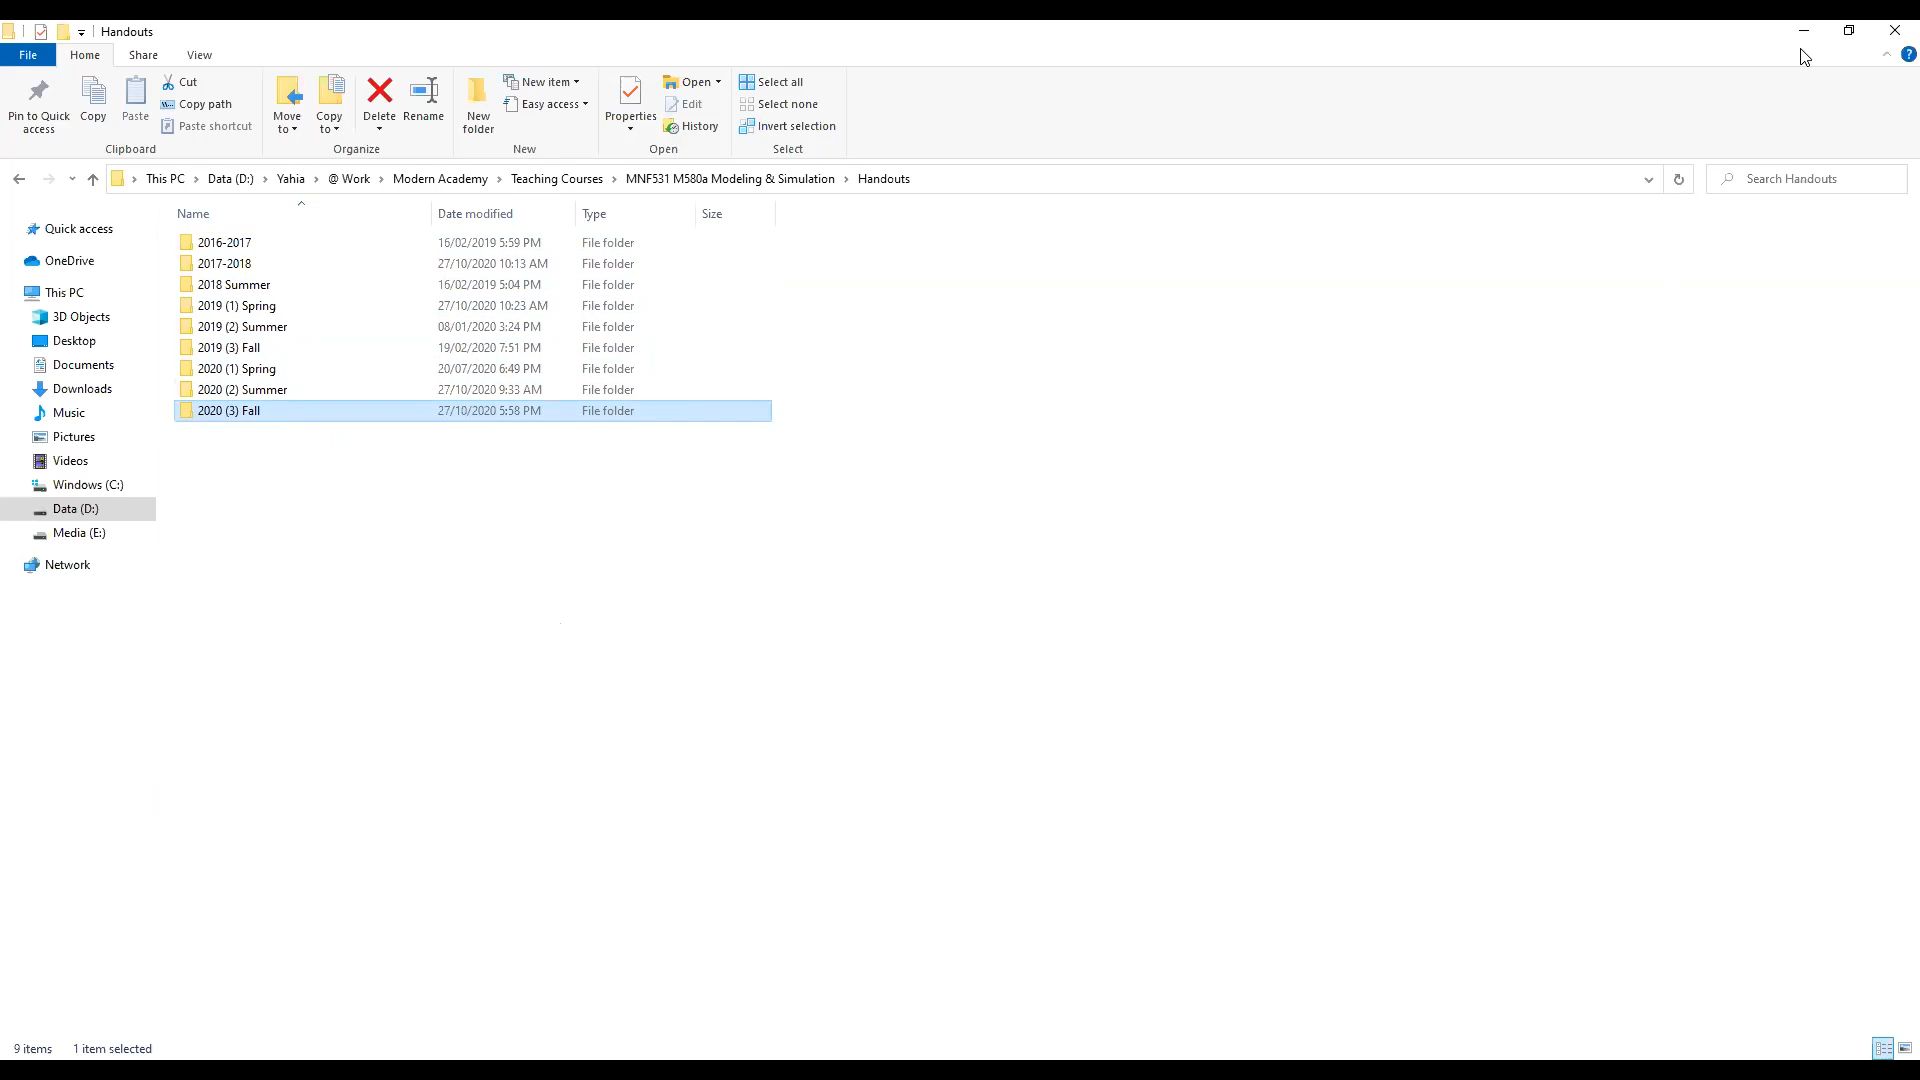 Handouts
File Home Share View
Pin to Quick access
Copy
Paste
Cut
Copy path
Paste shortcut
Clipboard
Move to
Copy to
Delete
Rename
Organize
New folder
New item
Easy access
New
Properties
Open
Edit
History
Open
Select all
Select none
Invert selection
Select
This PC > Data (D:) > Yahia > @ Work > Modern Academy > Teaching Courses > MNF531 M580a Modeling & Simulation > Handouts
Search Handouts
Quick access
OneDrive
This PC
3D Objects
Desktop
Documents
Downloads
Music
Pictures
Videos
Windows (C:)
Data (D:)
Media (E:)
Network
Name Date modified Type Size
2016-2017 16/02/2019 5:59 PM File folder
2017-2018 27/10/2020 10:13 AM File folder
2018 Summer 16/02/2019 5:04 PM File folder
2019 (1) Spring 27/10/2020 10:23 AM File folder
2019 (2) Summer 08/01/2020 3:24 PM File folder
2019 (3) Fall 19/02/2020 7:51 PM File folder
2020 (1) Spring 20/07/2020 6:49 PM File folder
2020 (2) Summer 27/10/2020 9:33 AM File folder
2020 (3) Fall 27/10/2020 5:58 PM File folder
9 items 1 item selected